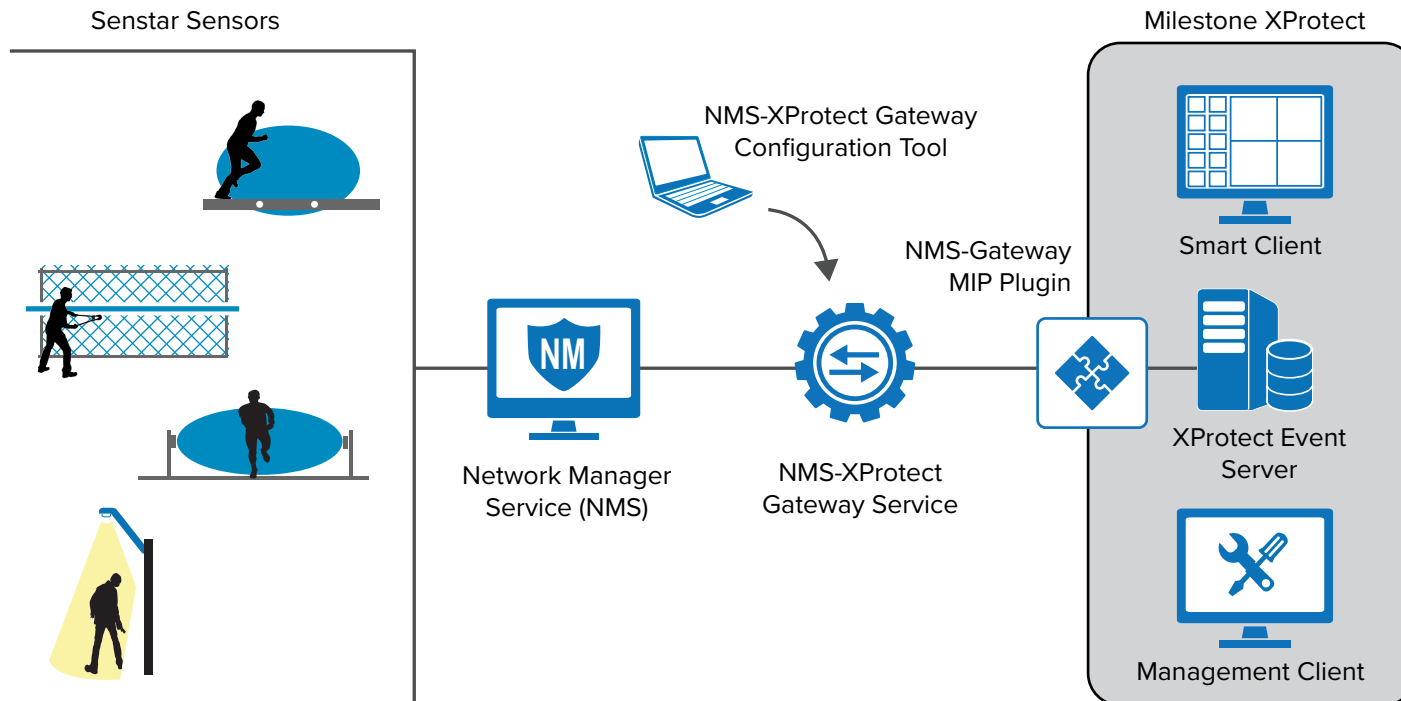 Senstar Sensors
Milestone XProtect
NMS-XProtect Gateway
Configuration Tool
NMS-Gateway
MIP Plugin
Smart Client
NM
Network Manager
Service (NMS)
NMS-XProtect
Gateway Service
XProtect Event
Server
Management Client